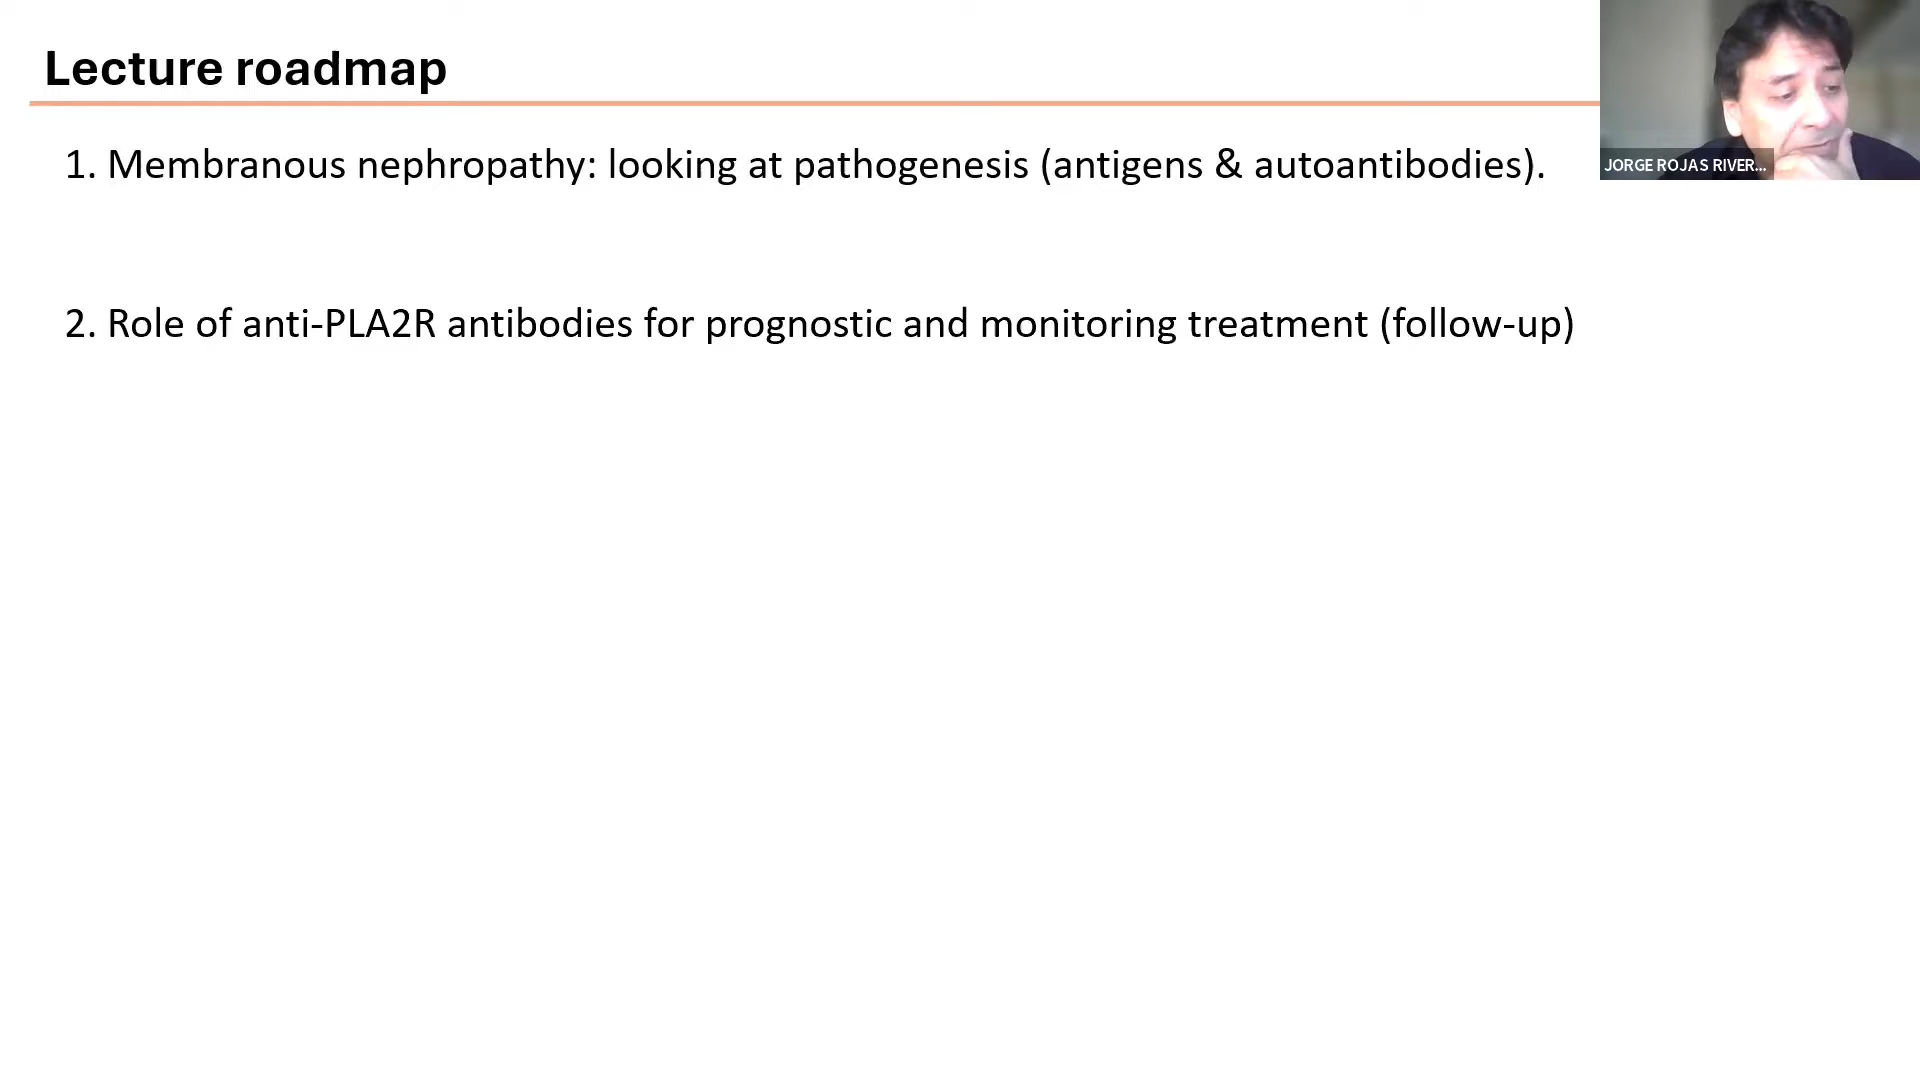 Lecture roadmap
JORGE ROJAS RIVER...
1. Membranous nephropathy: looking at pathogenesis (antigens & autoantibodies).
2. Role of anti-PLA2R antibodies for prognostic and monitoring treatment (follow-up)